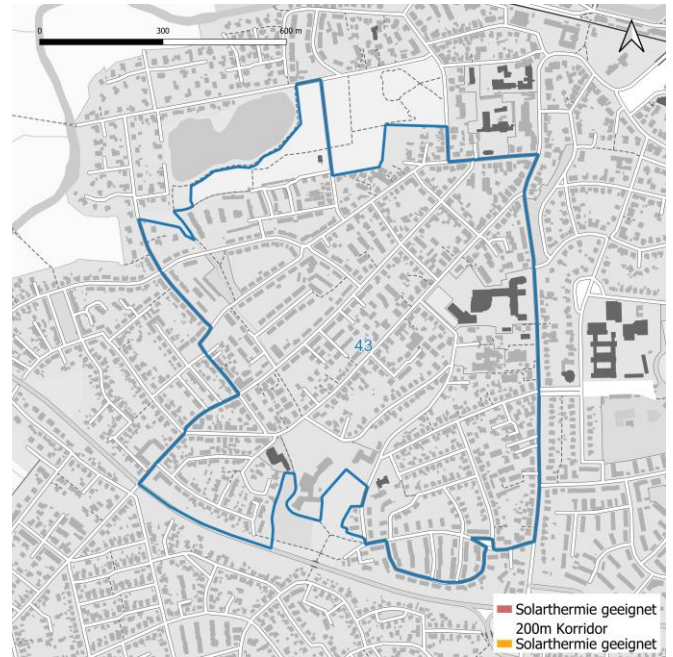 0 300 600 m
43
Solarthermie geeignet
200m Korridor
Solarthermie geeignet